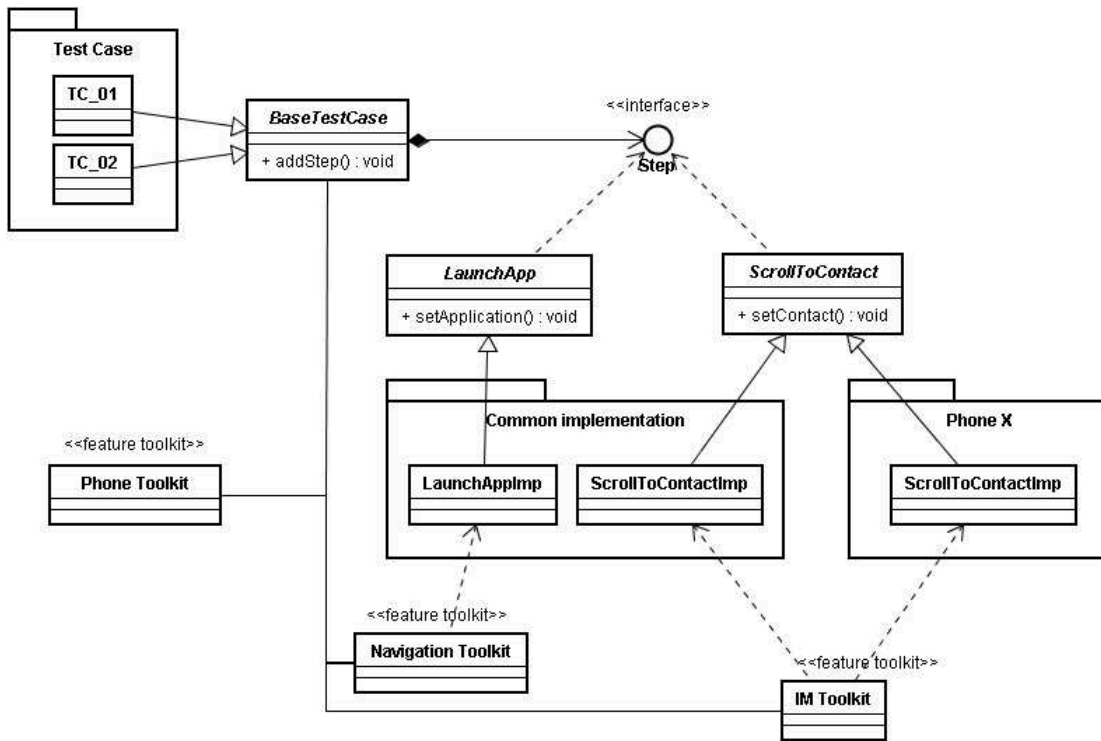 Test Case
TC_01
TC_02
BaseTestCase
+ addStep() : void
<<interface>>
Step
LaunchApp
+ setApplication() : void
ScrollToContact
+ setContact() : void
Common implementation
LaunchAppImp
ScrollToContactImp
Phone X
ScrollToContactImp
<<feature toolkit>>
Phone Toolkit
<<feature toolkit>>
Navigation Toolkit
<<feature toolkit>>
IM Toolkit